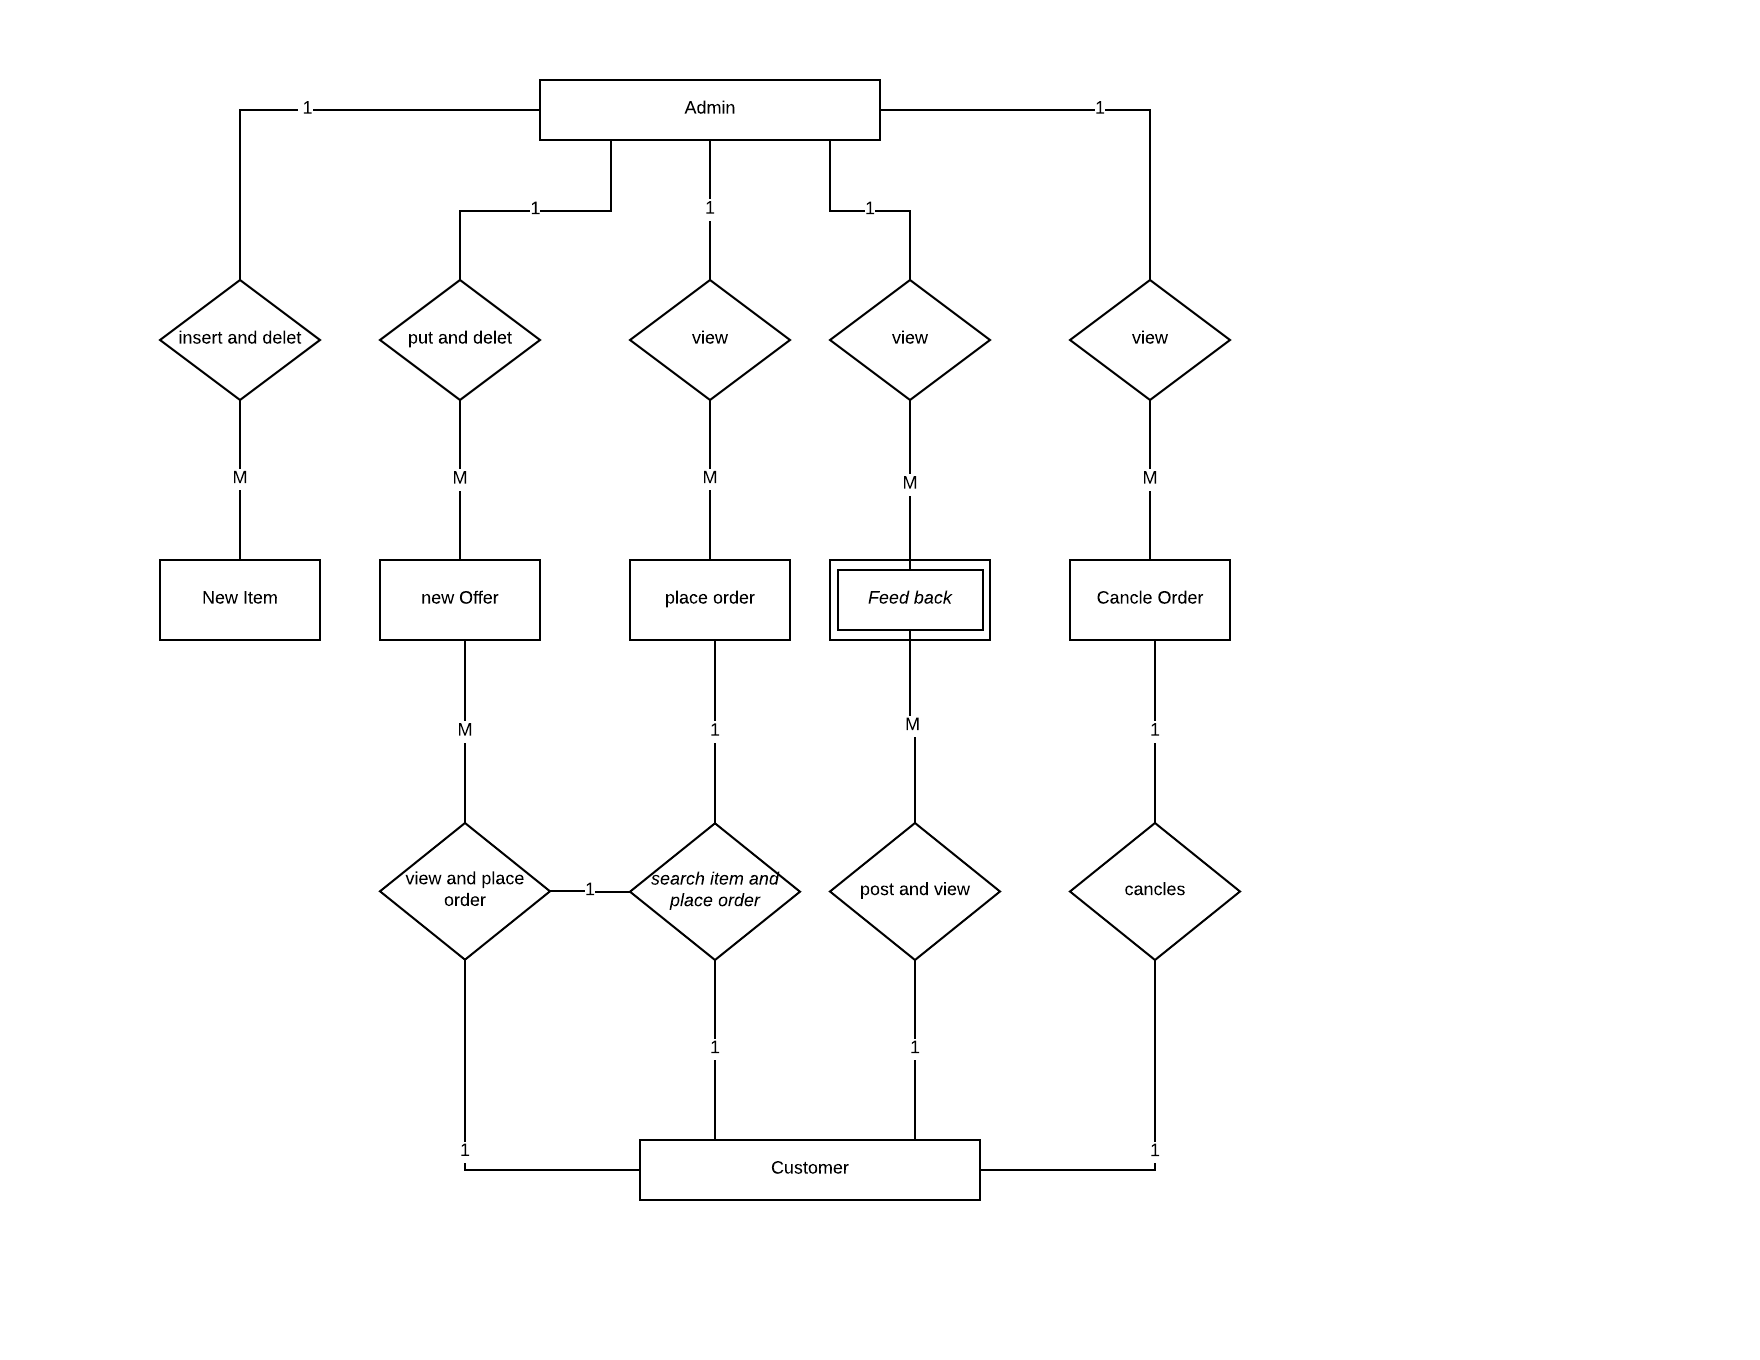 Admin
1
1
1
1
1
insert and delet
put and delet
view
view
view
M
M
M
M
M
New Item
new Offer
place order
Feed back
Cancle Order
M
1
M
1
view and place
order
1
search item and
place order
post and view
cancles
1
1
1
1
Customer